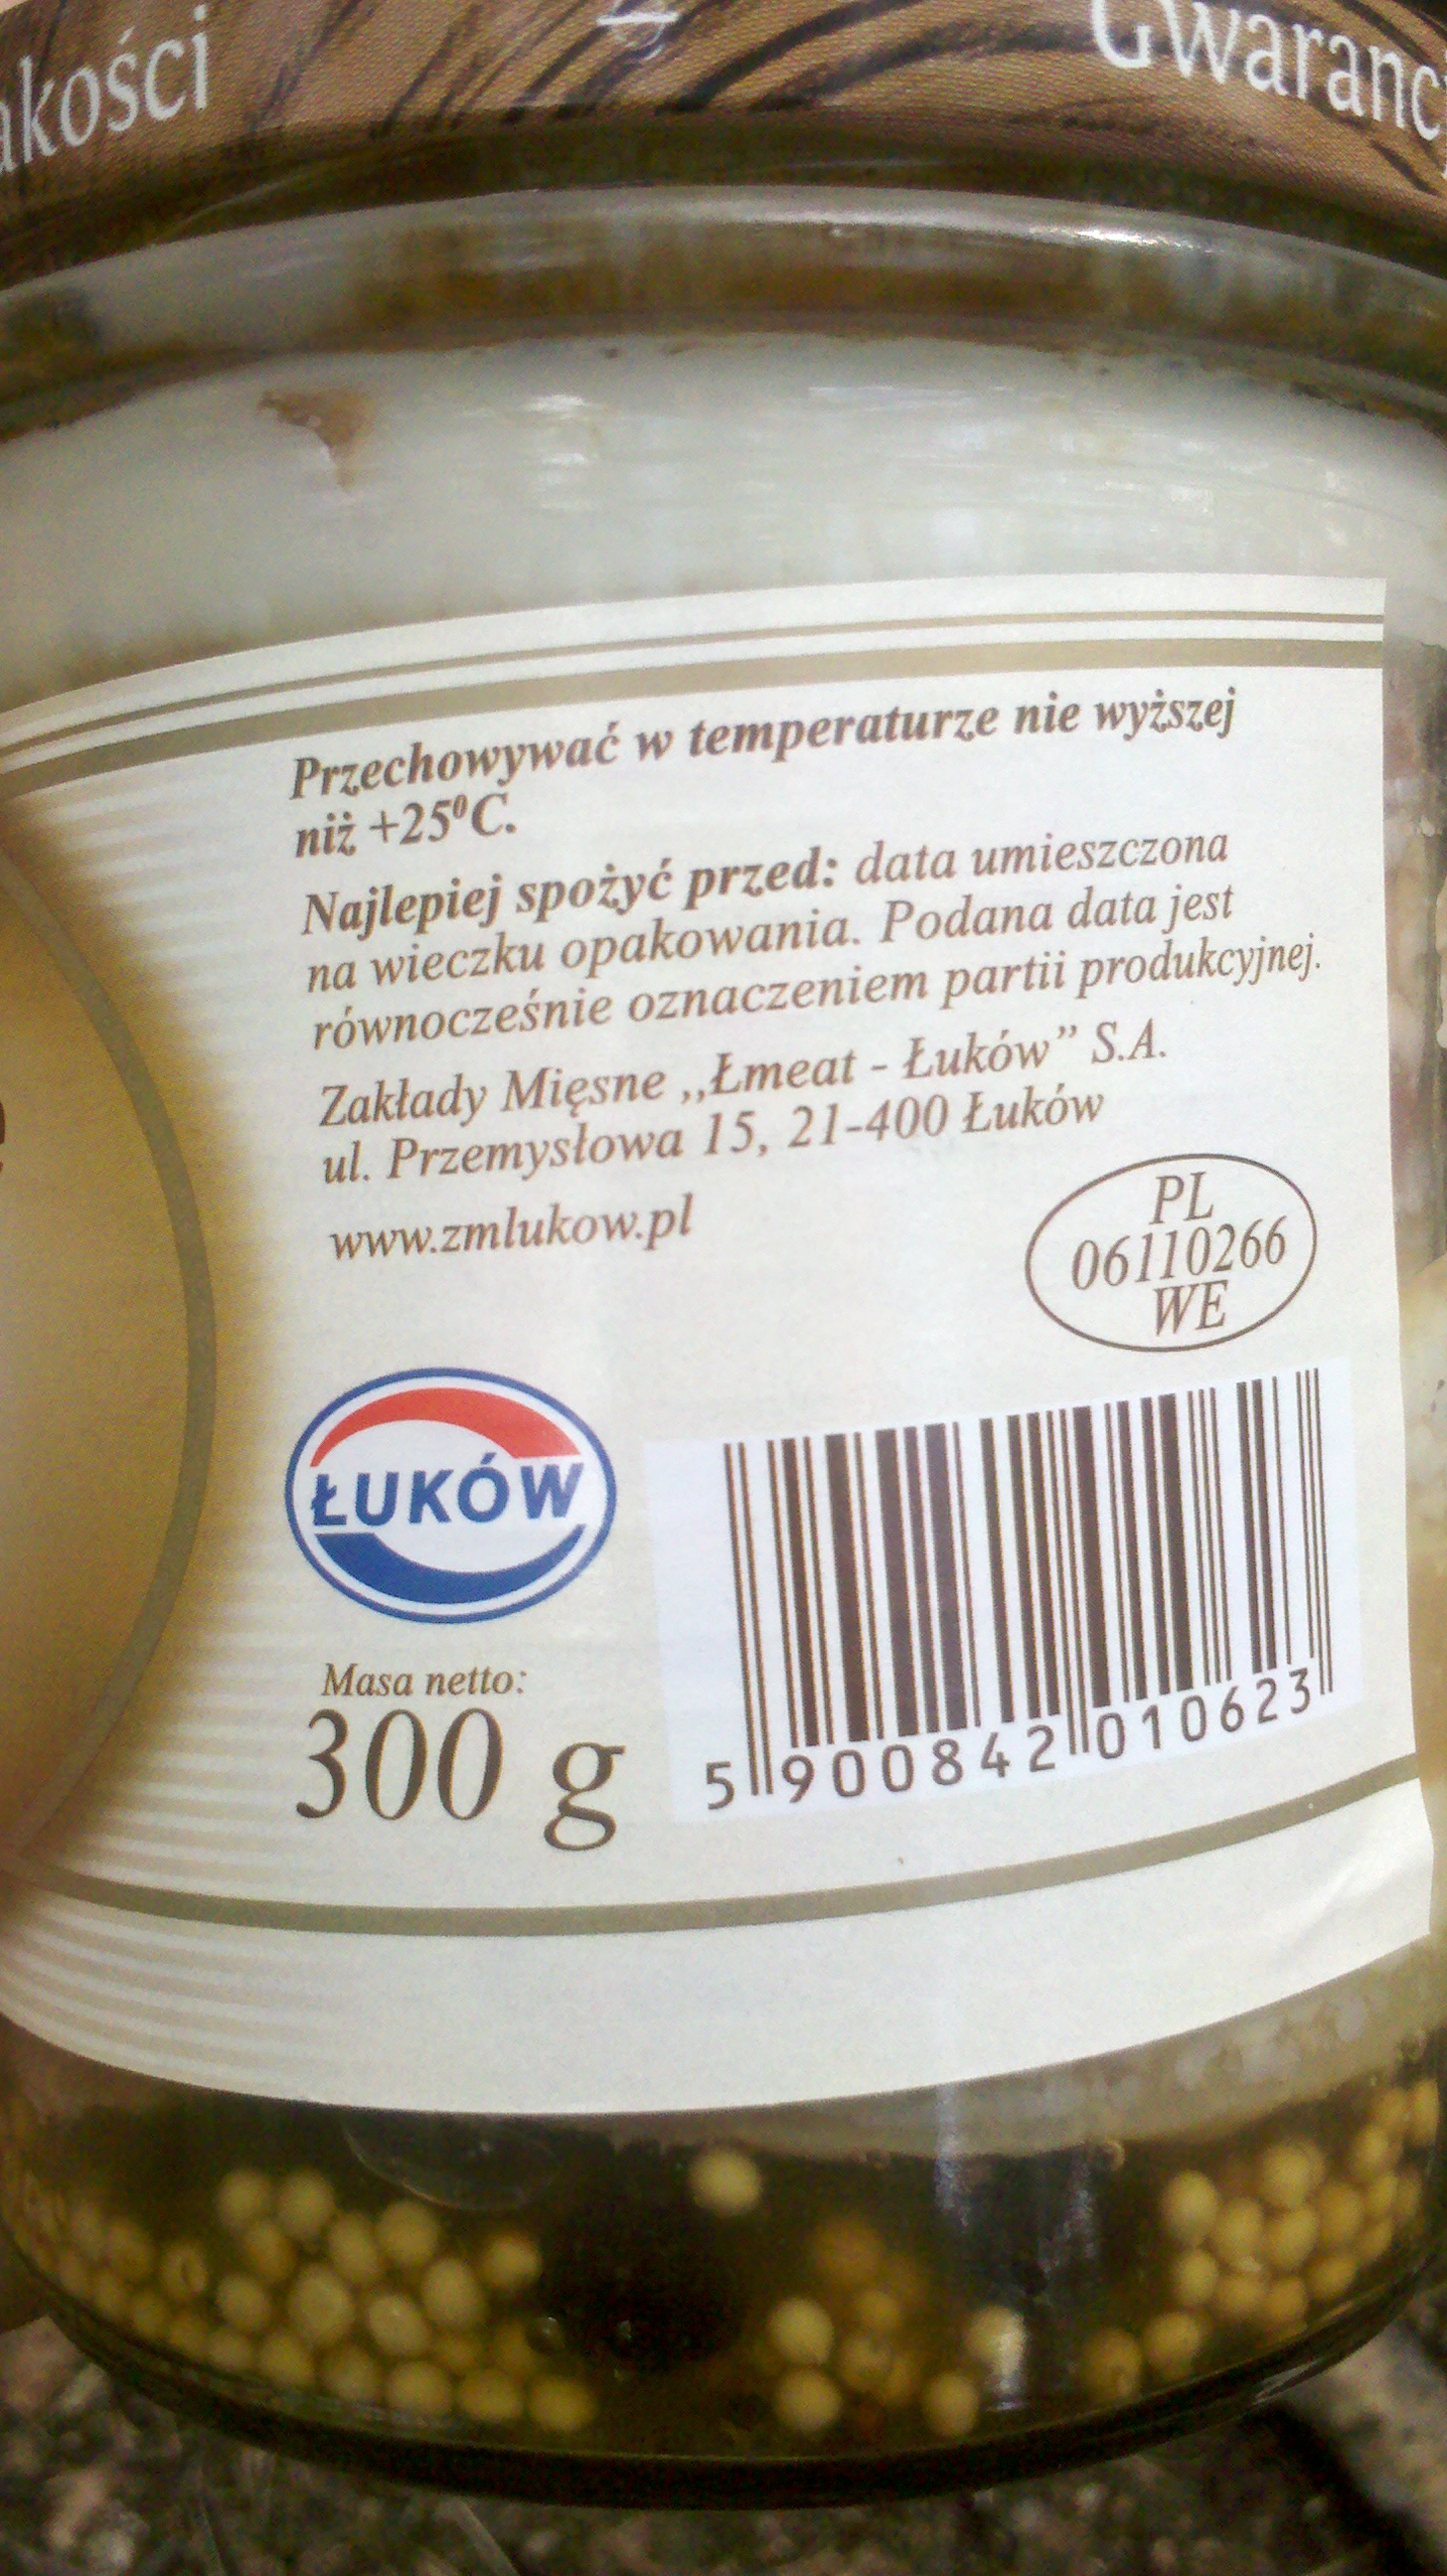 akości
Gwaranc
Przechowywać w temperaturze nie wyższej
niż +25⁰C.
Najlepiej spożyć przed: data umieszczona
na wieczku opakowania. Podana data jest
równocześnie oznaczeniem partii produkcyjnej.
Zakłady Mięsne „Łmeat - Łuków” S.A.
ul. Przemysłowa 15, 21-400 Łuków
www.zmlukow.pl
PL
06110266
WE
ŁUKÓW
Masa netto:
300 g
5 900842 010623